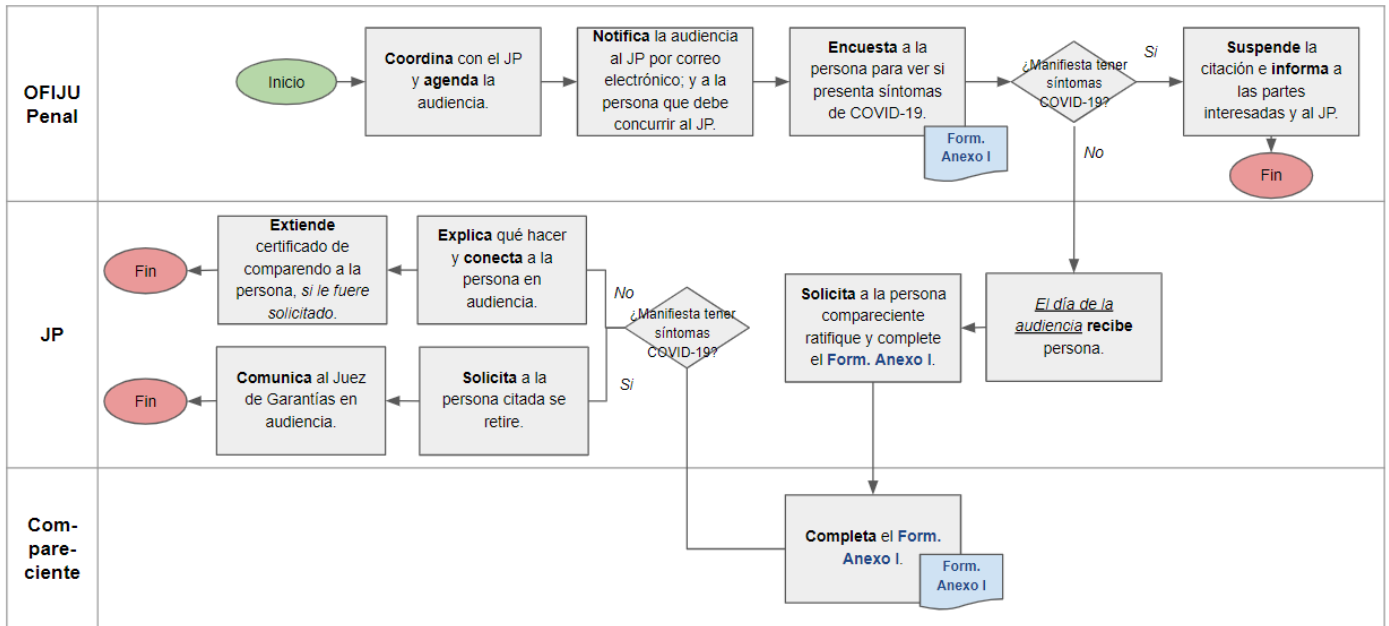 OFIJU
Penal
Inicio
Coordina con el JP
y agenda la
audiencia.
Notifica la audiencia
al JP por correo
electrónico; y a la
persona que debe
concurrir al JP.
Encuesta a la
persona para ver si
presenta síntomas
de COVID-19.
Form.
Anexo I
¿Manifiesta tener
síntomas
COVID-19?
Si
No
Suspende la
citación e informa a
las partes
interesadas y al JP.
Fin
JP
El día de la
audiencia recibe
persona.
Solicita a la persona
compareciente
ratifique y complete
el Form. Anexo I.
¿Manifiesta tener
síntomas
COVID-19?
No
Si
Explica qué hacer
y conecta a la
persona en
audiencia.
Extiende
certificado de
comparendo a la
persona, si le fuere
solicitado.
Fin
Solicita a la
persona citada se
retire.
Comunica al Juez
de Garantías en
audiencia.
Fin
Com-
pare-
ciente
Completa el Form.
Anexo I.
Form.
Anexo I